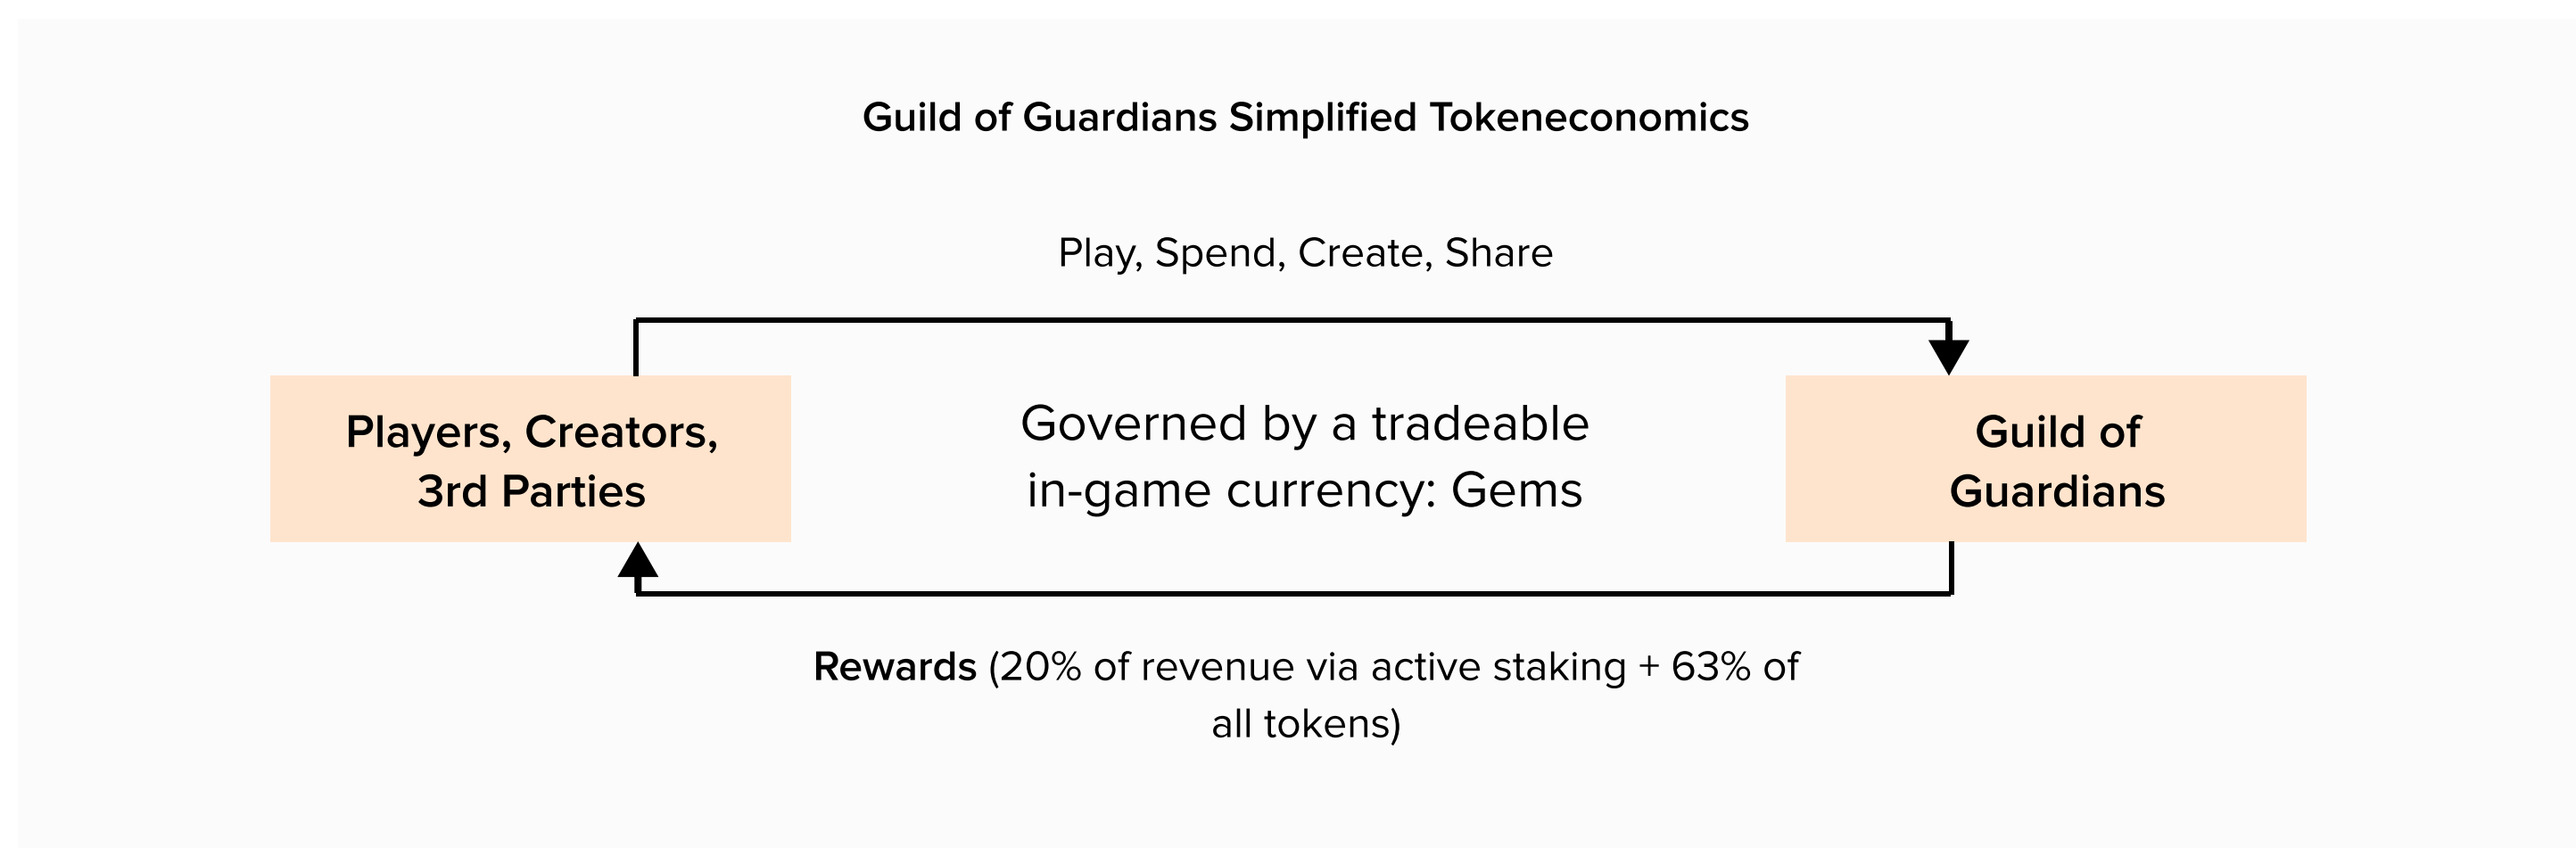 Guild of Guardians Simplified Tokeneconomics
Play, Spend, Create, Share
Players, Creators,
3rd Parties
Governed by a tradeable
in-game currency: Gems
Guild of
Guardians
Rewards (20% of revenue via active staking + 63% of
all tokens)